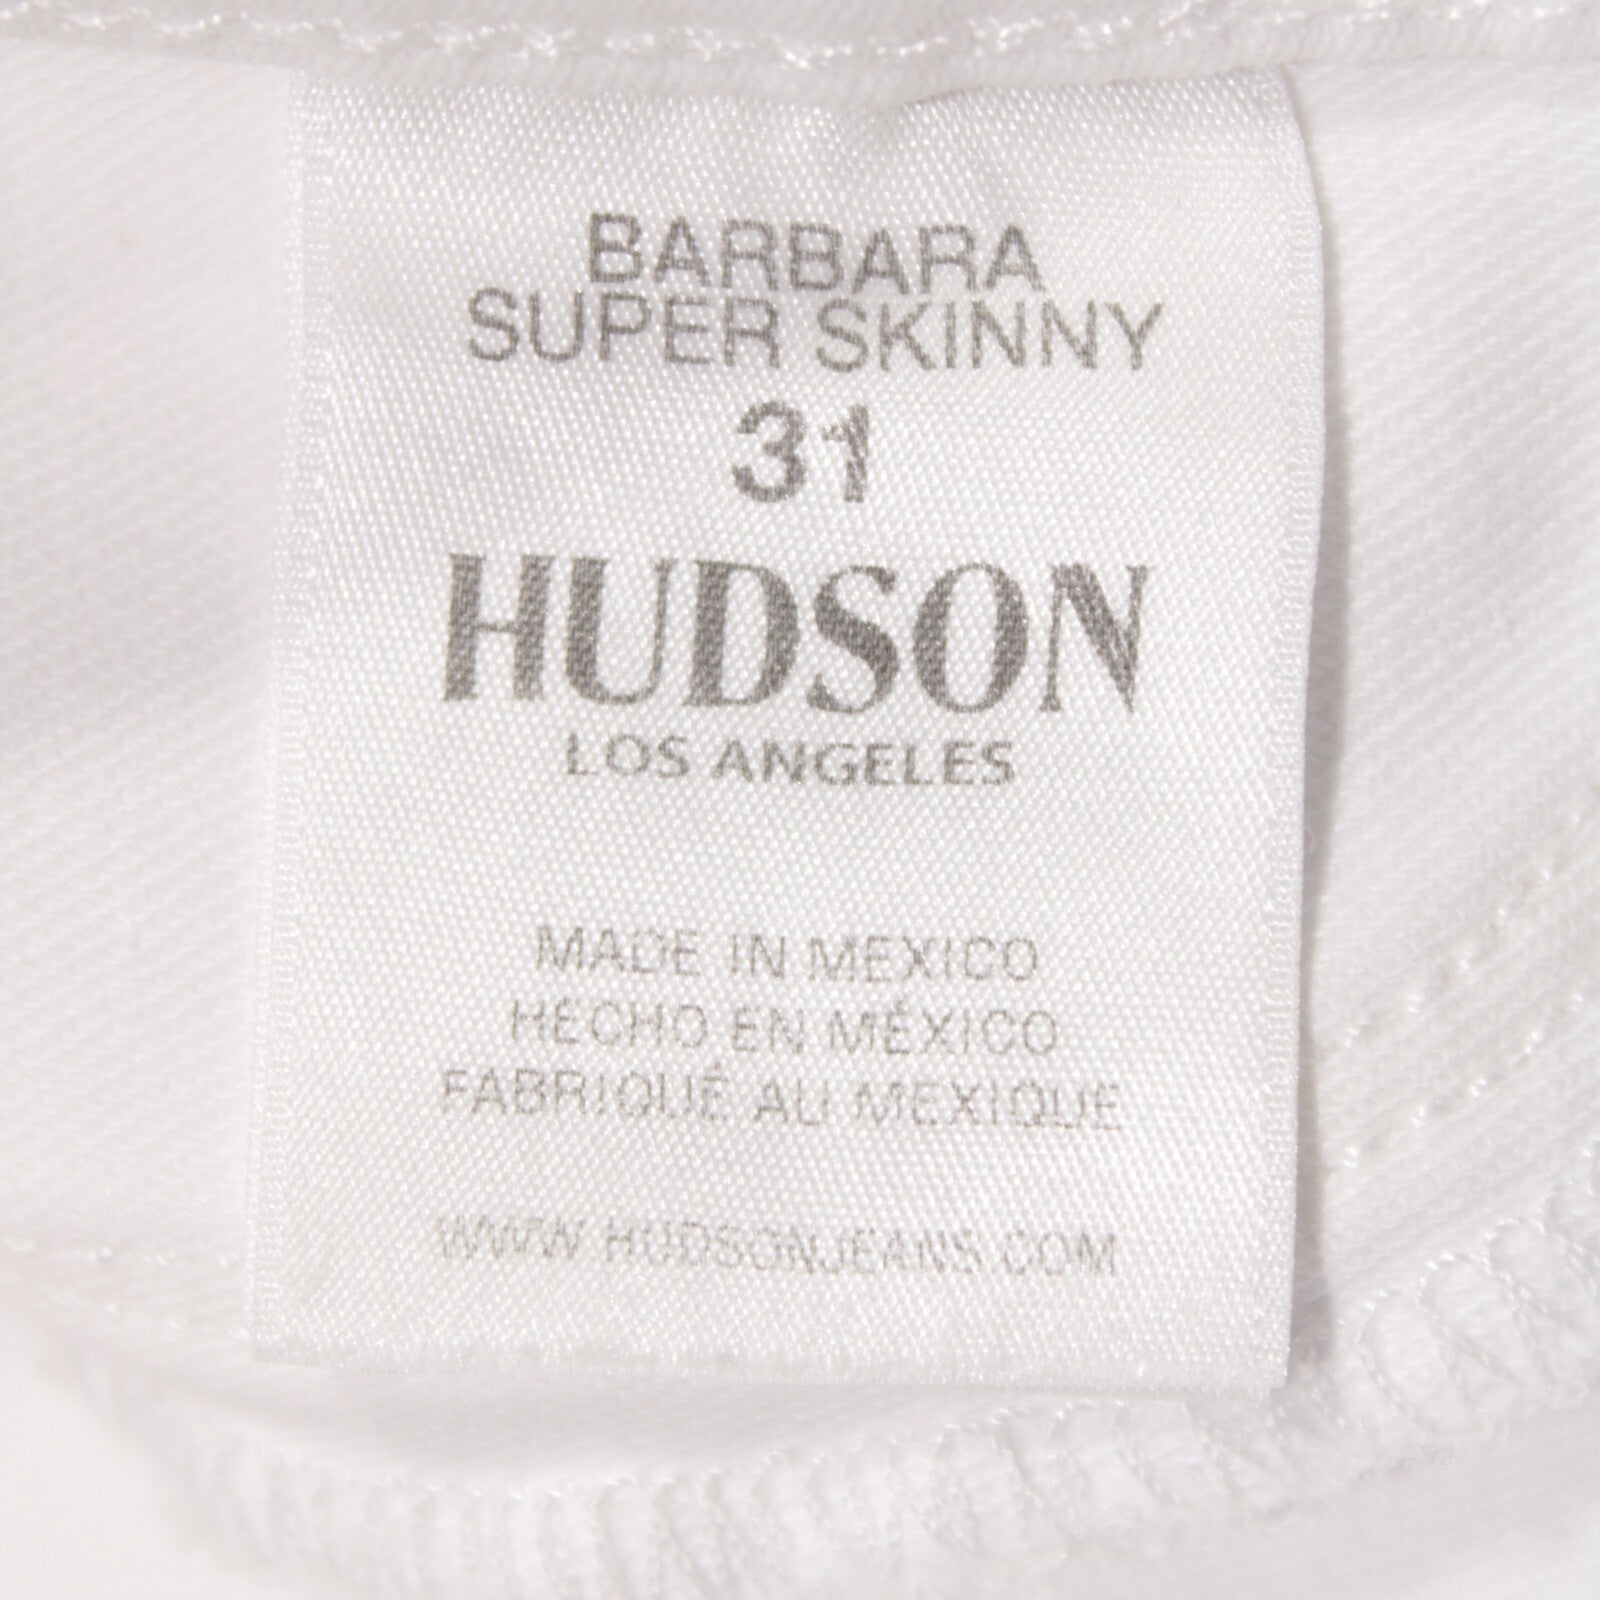 BARBARA
SUPER SKINNY
31
HUDSON
LOS ANGELES
MADE IN MEXICO
HECHO EN MÉXICO
FABRIQUÉ AU MEXIQUE
WWW.HUDSONJEANS.COM